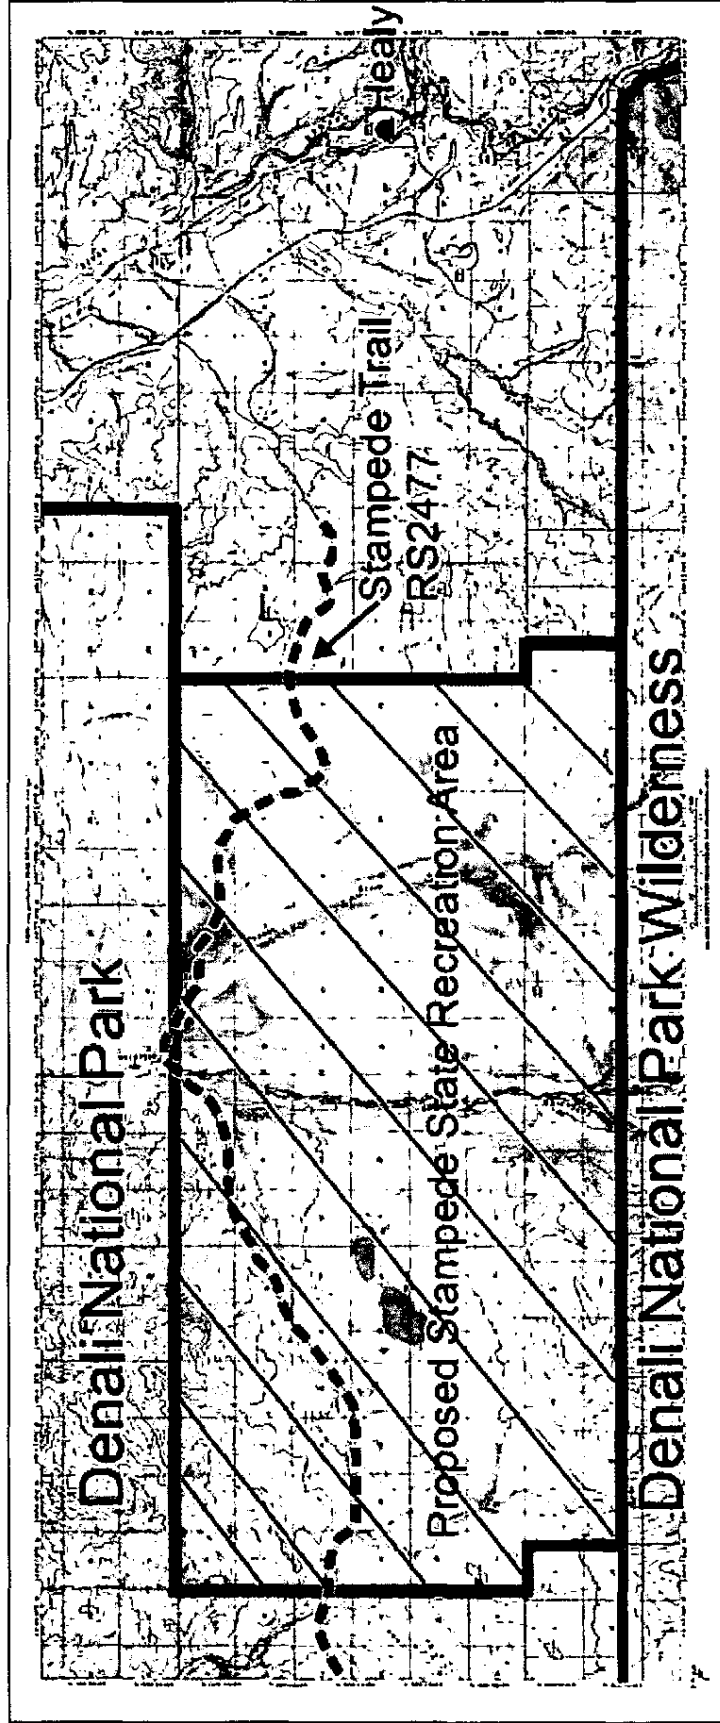 Denali National Park
Healy
Stampede Trail
RS2477
Proposed Stampede State Recreation Area
Denali National Park Wilderness